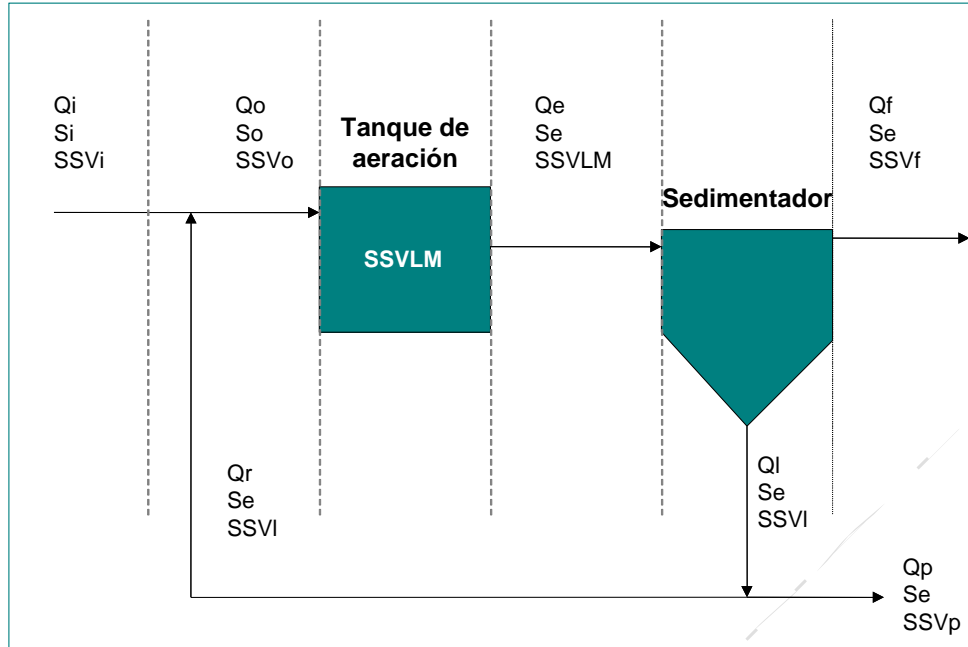 Qi
Si
SSVi
Qo
So
SSVo
Tanque de
aeración
Qe
Se
SSVLM
Qf
Se
SSVf
Sedimentador
SSVLM
Qr
Se
SSVl
Ql
Se
SSVl
Qp
Se
SSVp